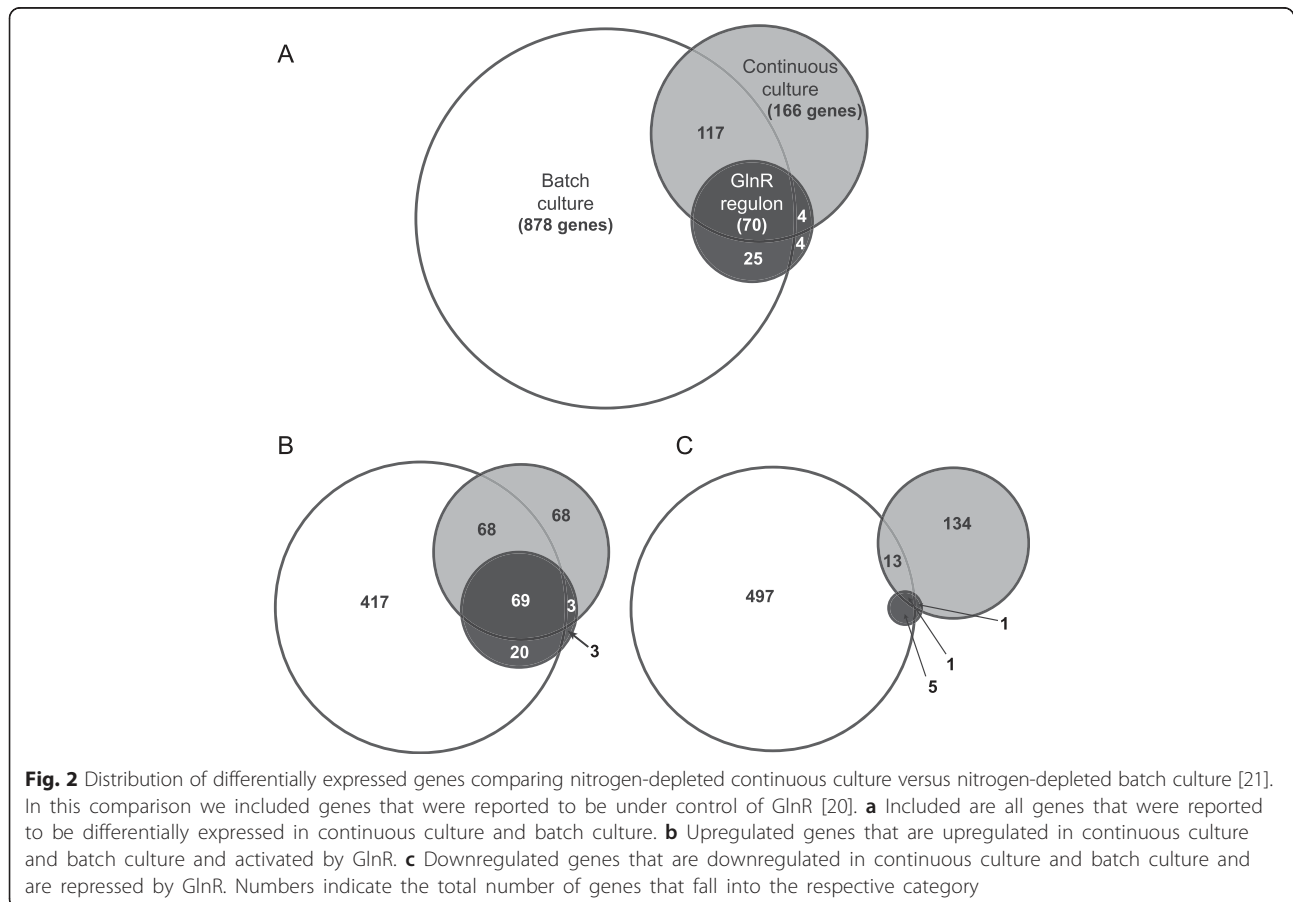 A
Continuous
culture
(166 genes)
117
Batch
culture
(878 genes)
GlnR
regulon
(70)
4
4
25
B
C
68
68
134
13
417
69
3
497
20
3
1
1
5
Fig. 2 Distribution of differentially expressed genes comparing nitrogen-depleted continuous culture versus nitrogen-depleted batch culture [21].
In this comparison we included genes that were reported to be under control of GlnR [20]. a Included are all genes that were reported
to be differentially expressed in continuous culture and batch culture. b Upregulated genes that are upregulated in continuous culture
and batch culture and activated by GlnR. c Downregulated genes that are downregulated in continuous culture and batch culture and
are repressed by GlnR. Numbers indicate the total number of genes that fall into the respective category